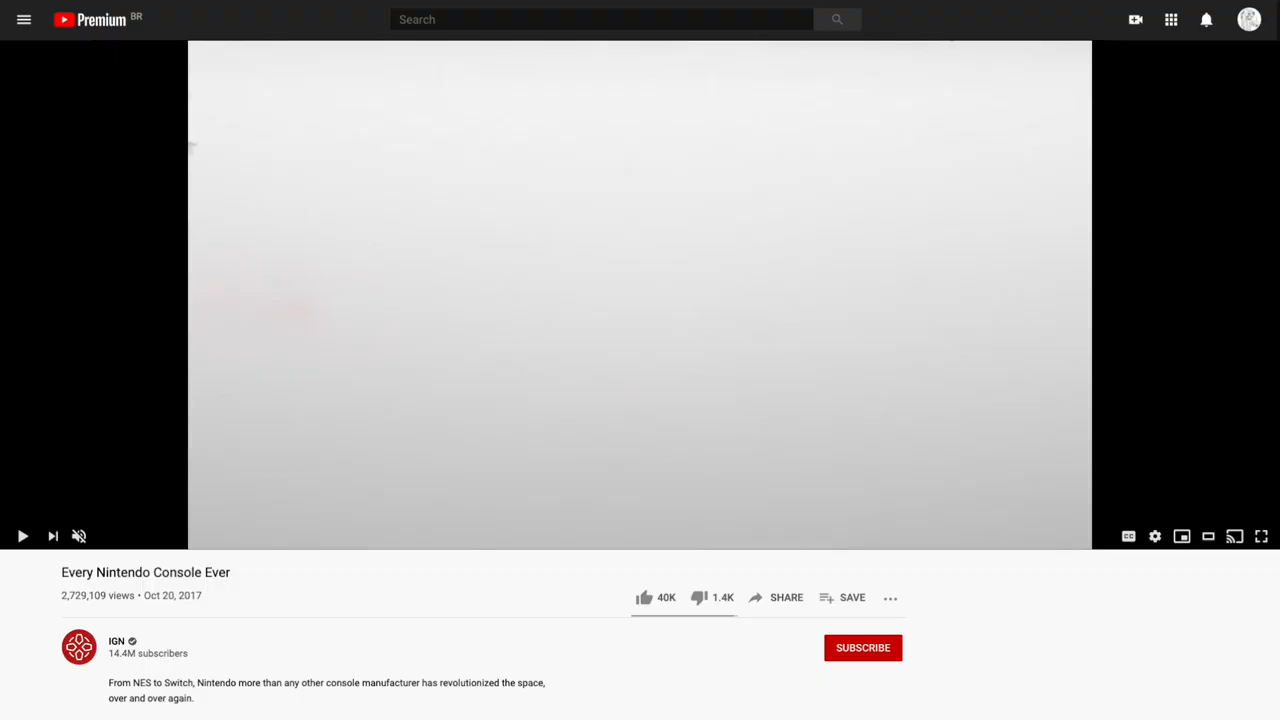 Premium BR
Search
Every Nintendo Console Ever
2,729,109 views • Oct 20, 2017
40K 1.4K SHARE SAVE
IGN
14.4M subscribers
SUBSCRIBE
From NES to Switch, Nintendo more than any other console manufacturer has revolutionized the space,
over and over again.
CC